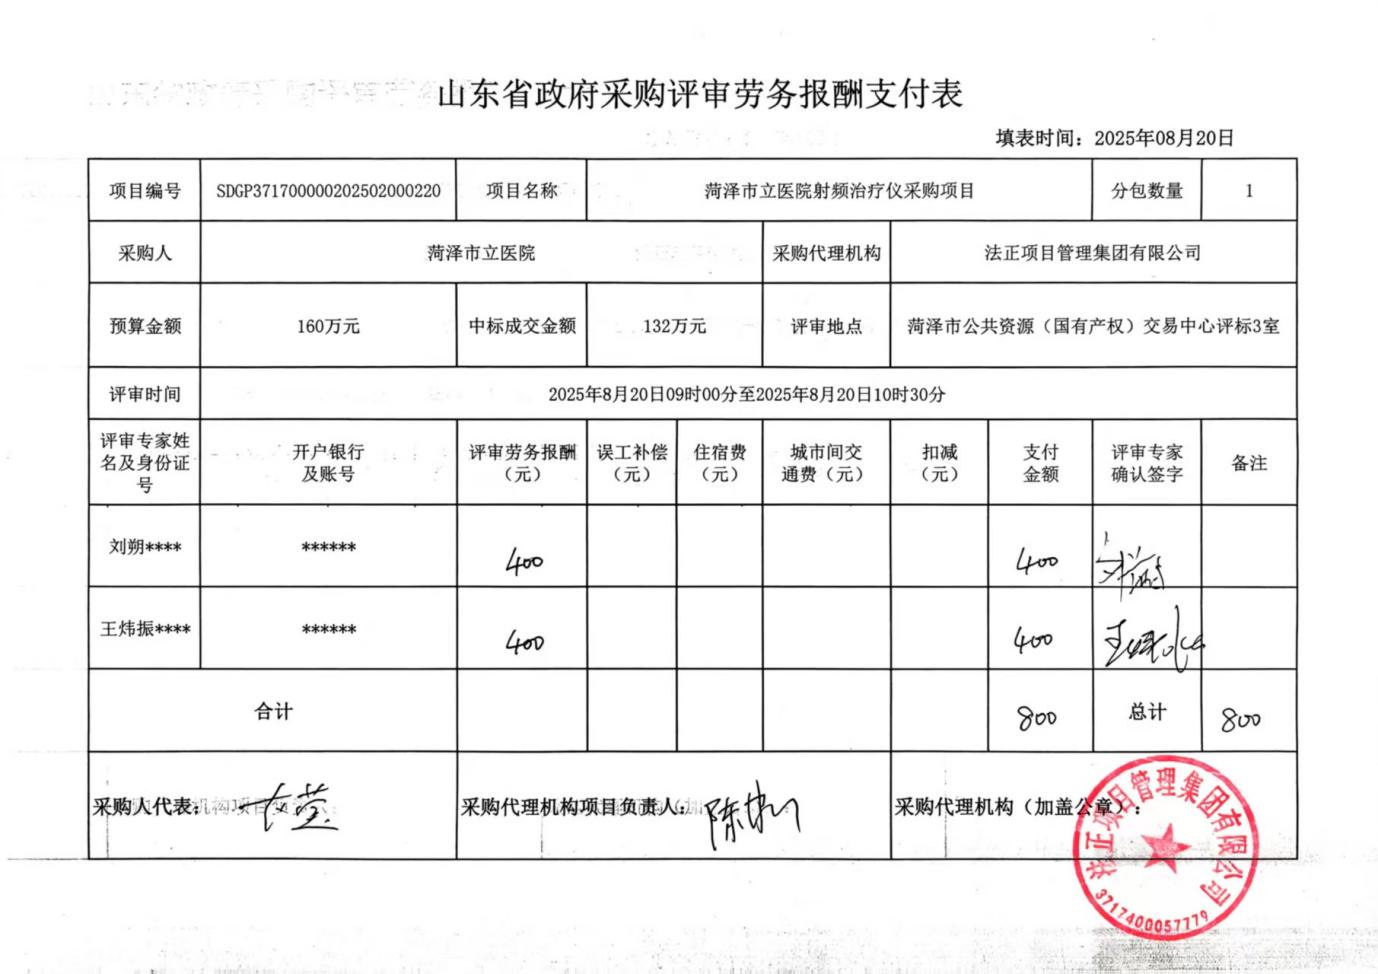 山东省政府采购评审劳务报酬支付表
填表时间：2025年08月20日
项目编号 SDGP371700000202502000220 项目名称 菏泽市立医院射频治疗仪采购项目 分包数量 1
采购人 菏泽市立医院 采购代理机构 法正项目管理集团有限公司
预算金额 160万元 中标成交金额 132万元 评审地点 菏泽市公共资源（国有产权）交易中心评标3室
评审时间 2025年8月20日09时00分至2025年8月20日10时30分
评审专家姓
名及身份证
号
开户银行
及账号
评审劳务报酬
（元）
误工补偿
（元）
住宿费
（元）
城市间交
通费（元）
扣减
（元）
支付
金额
评审专家
确认签字
备注
刘朔**** ****** 400 400
王炜振**** ****** 400 400
合计 800 总计 800
采购人代表：
采购代理机构项目负责人：
采购代理机构（加盖公章）：
法正项目管理集团有限公司
3717400057779